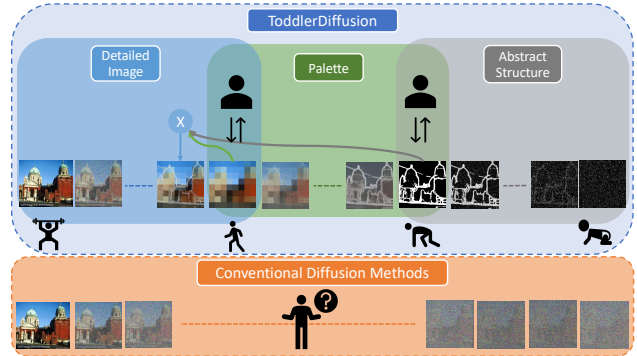 ToddlerDiffusion
Detailed
Image
Palette
Abstract
Structure
X
Conventional Diffusion Methods
?